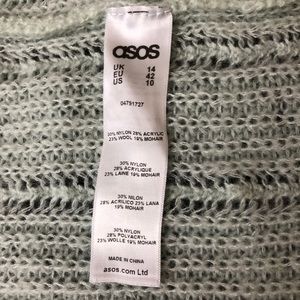 asos
UK 14
EU 42
US 10
04791727
30% NYLON 28% ACRYLIC
23% WOOL 19% MOHAIR
30% NYLON
28% ACRYLIQUE
23% LAINE 19% MOHAIR
30% NILON
28% ACRILICO 23% LANA
19% MOHAIR
30% NYLON
28% POLYACRYL
23% WOLLE 19% MOHAIR
MADE IN CHINA
asos.com Ltd